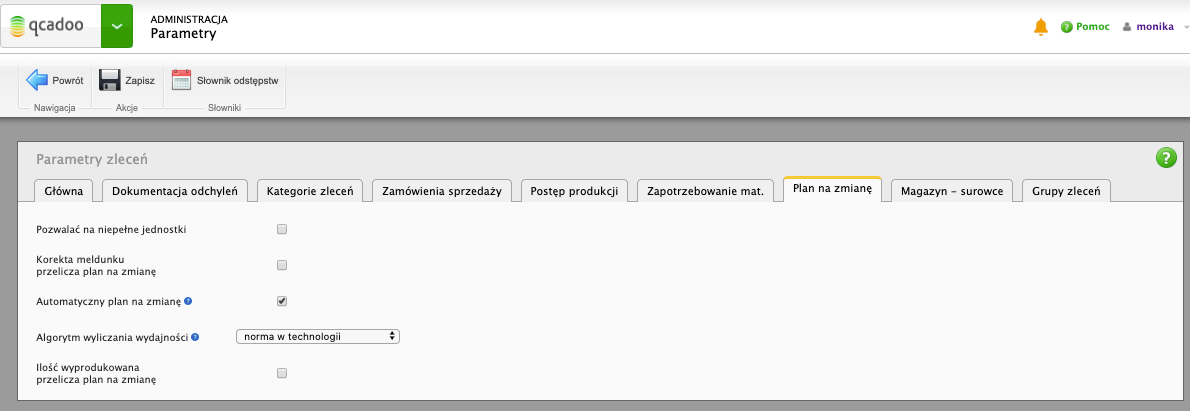 qcadoo
ADMINISTRACJA
Parametry
Pomoc
monika
Powrót
Zapisz
Słownik odstępstw
Nawigacja
Akcje
Słowniki
Parametry zleceń
?
Główna
Dokumentacja odchyleń
Kategorie zleceń
Zamówienia sprzedaży
Postęp produkcji
Zapotrzebowanie mat.
Plan na zmianę
Magazyn - surowce
Grupy zleceń
Pozwalać na niepełne jednostki
Korekta meldunku
przelicza plan na zmianę
Automatyczny plan na zmianę
Algorytm wyliczania wydajności
norma w technologii
Ilość wyprodukowana
przelicza plan na zmianę